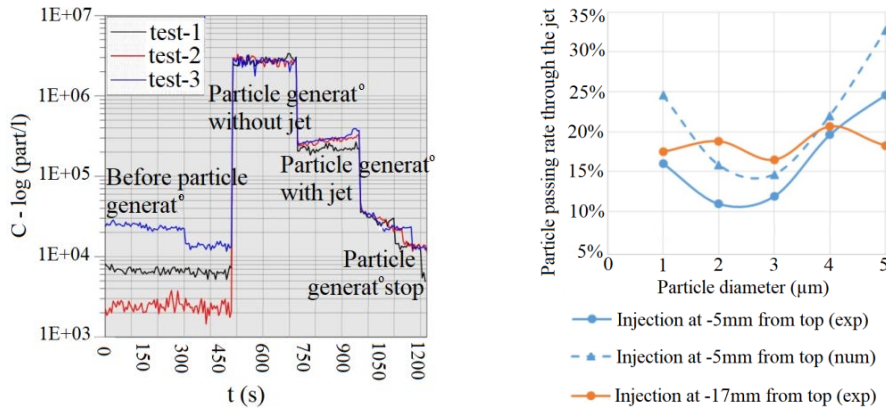 1E+07
1E+06
1E+05
1E+04
1E+03
C - log (part/l)
test-1
test-2
test-3
Particle generat°
without jet
Before particle
generat°
Particle generat°
with jet
Particle
generat° stop
0
150
300
450
600
750
900
1050
1200
t (s)
Particle passing rate through the jet
35%
30%
25%
20%
15%
10%
5%
0
1
2
3
4
5
Particle diameter (µm)
Injection at -5mm from top (exp)
Injection at -5mm from top (num)
Injection at -17mm from top (exp)